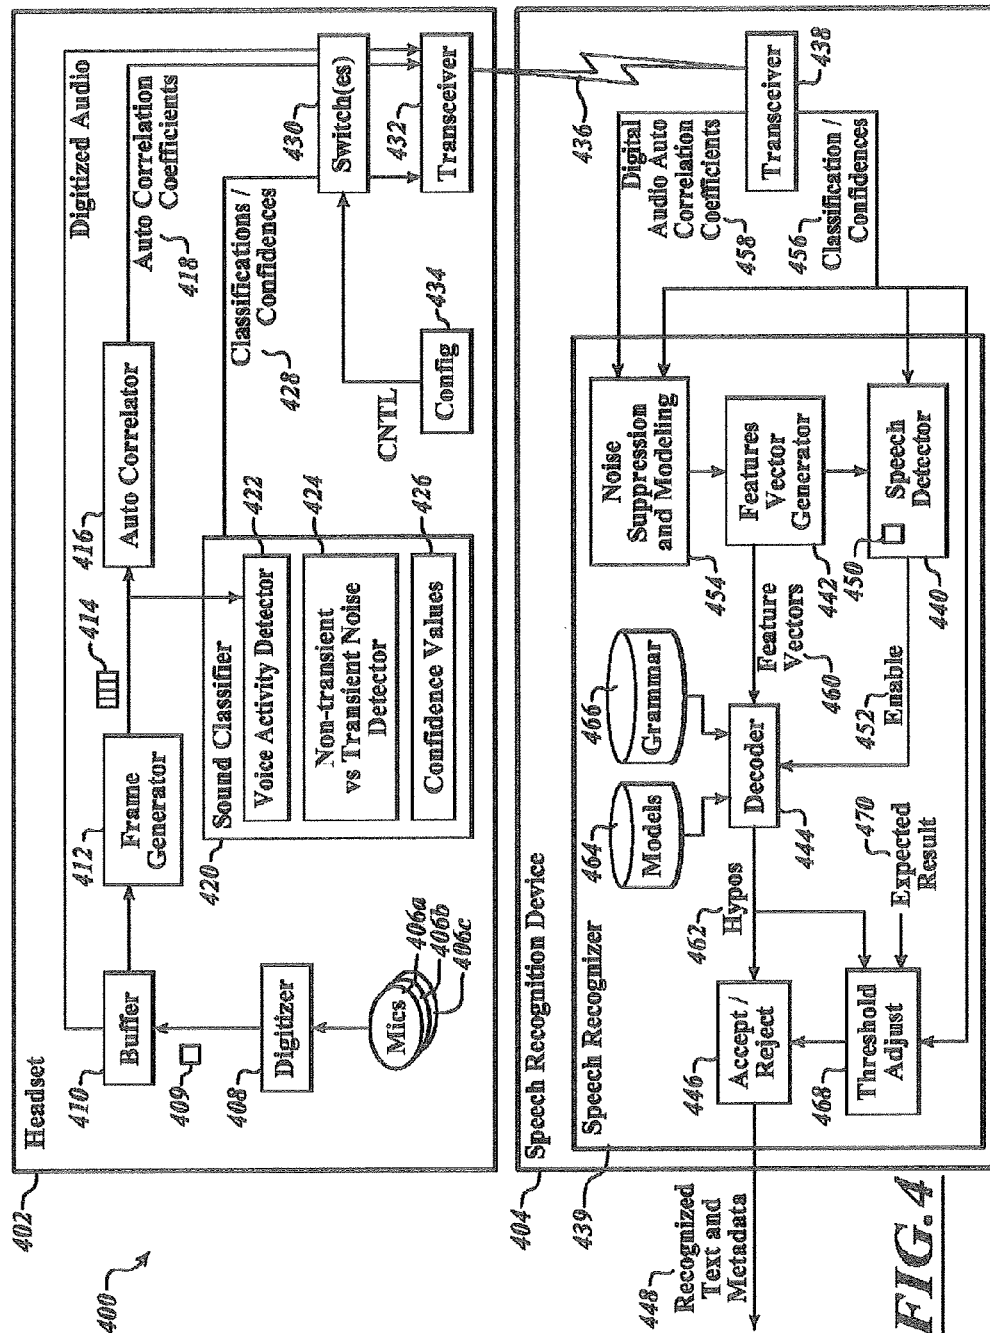 400
402
Headset
410
Buffer
409
408
Digitizer
Mics
406a
406b
406c
412
Frame
Generator
414
416
Auto Correlator
Digitized Audio
Auto Correlation
Coefficients
418
420
Sound Classifier
Voice Activity Detector
422
Non-transient
vs Transient Noise
Detector
424
Confidence Values
426
Classifications /
Confidences
428
CNTL
Config
434
430
Switch(es)
432
Transceiver
436
404
Speech Recognition Device
439
Speech Recognizer
Transceiver
438
Digital
Audio Auto
Correlation
Coefficients
458
456
Classification /
Confidences
Noise
Suppression
and Modeling
454
Features
Vector
Generator
442
450
Speech
Detector
440
Feature
Vectors
460
452
Enable
466
Grammar
464
Models
Decoder
444
462
Hypos
470
Expected
Result
446
Accept /
Reject
468
Threshold
Adjust
448
Recognized
Text and
Metadata
FIG.4